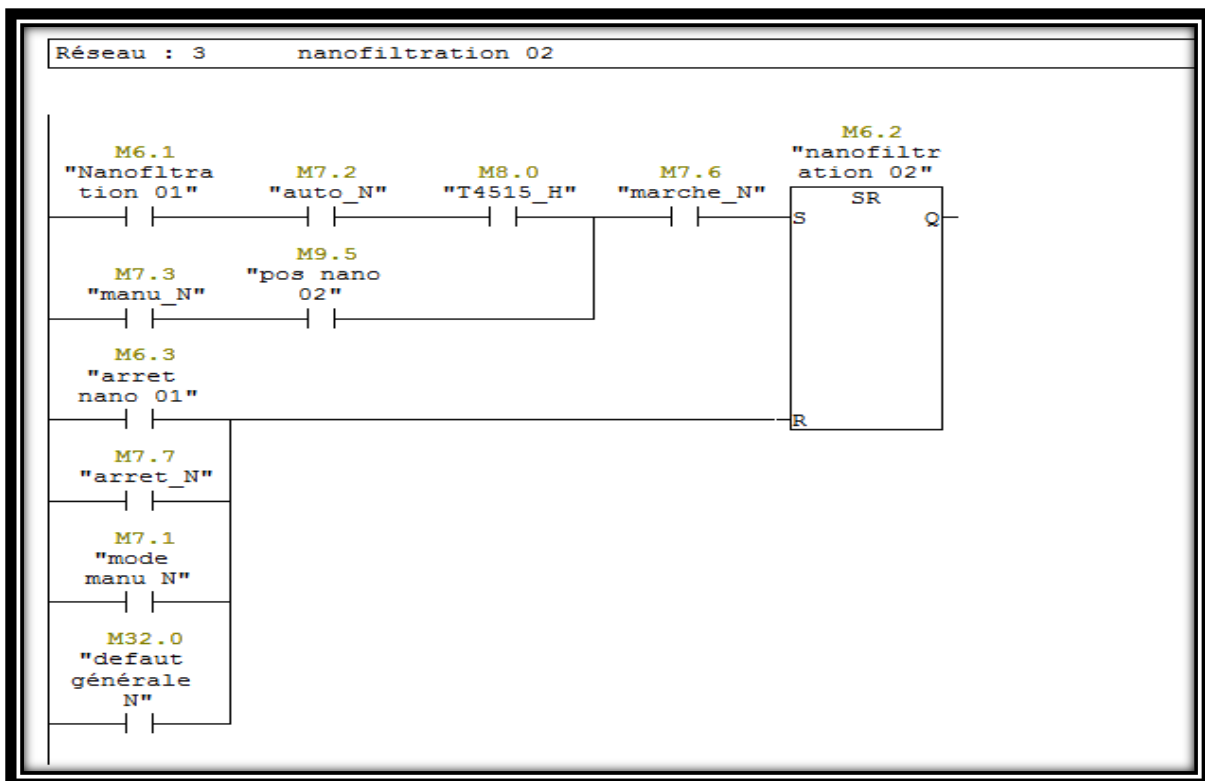 Réseau : 3 nanofiltration 02
M6.2
"nanofiltr
ation 02"
SR
S
Q
R
M6.1
"Nanofltra
tion 01"
M7.2
"auto_N"
M8.0
"T4515_H"
M7.6
"marche_N"
M7.3
"manu_N"
M9.5
"pos nano
02"
M6.3
"arret
nano 01"
M7.7
"arret_N"
M7.1
"mode
manu N"
M32.0
"defaut
générale
N"